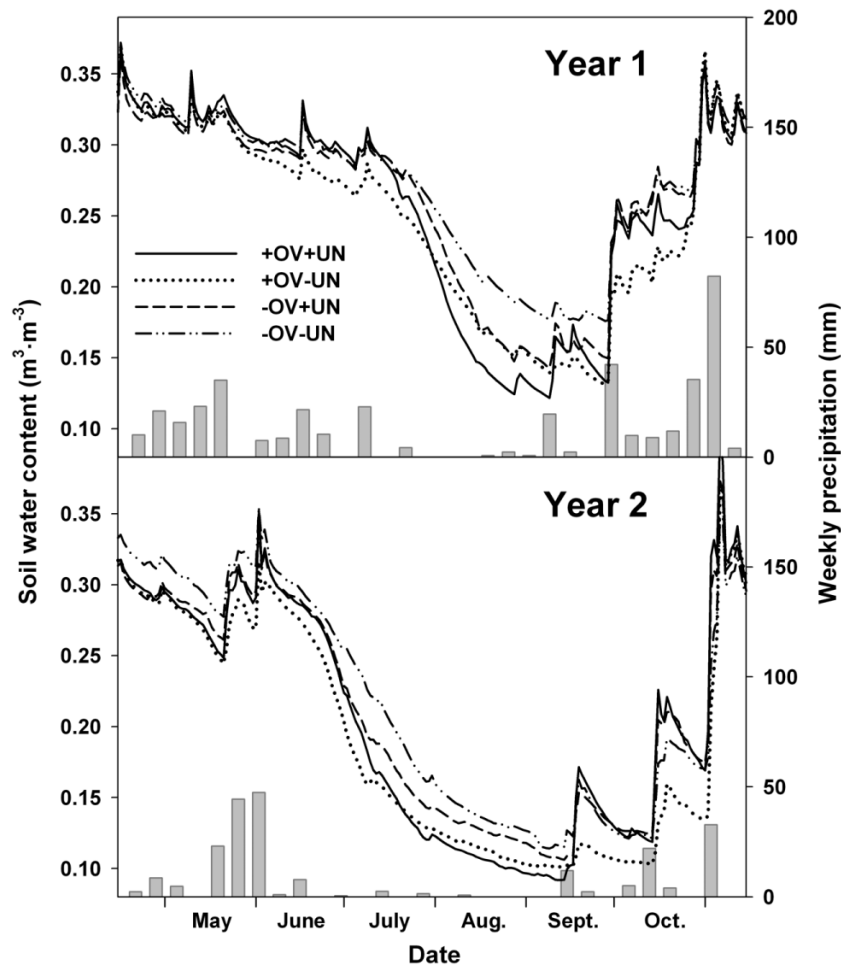 Year 1
200
0.35
150
0.30
0.25
100
+OV+UN
+OV-UN
-OV+UN
-OV-UN
0.20
0.15
50
0.10
0
Soil water content (m³·m⁻³)
Weekly precipitation (mm)
Year 2
0.35
150
0.30
0.25
100
0.20
0.15
50
0.10
0
May June July Aug. Sept. Oct.
Date